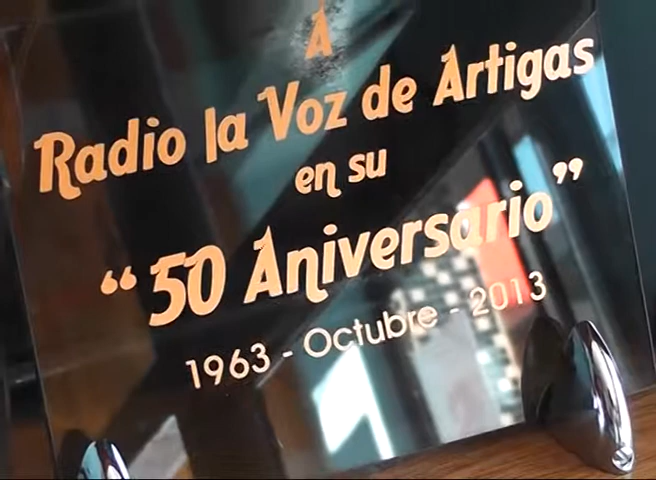 A
Radio la Voz de Artigas
en su
“50 Aniversario”
1963 - Octubre - 2013